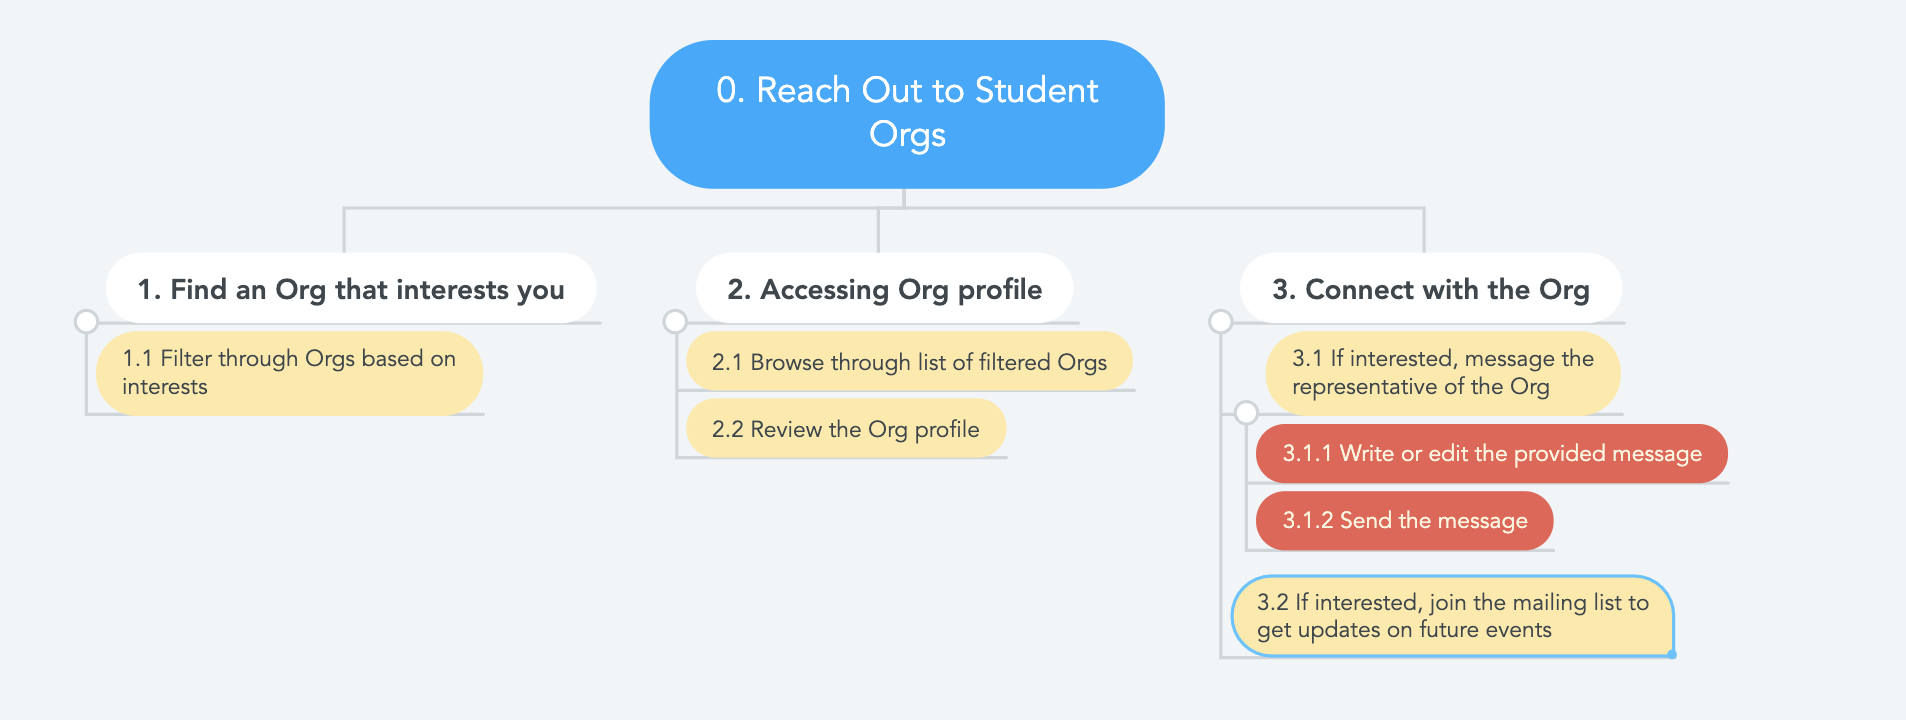 0. Reach Out to Student
Orgs
1. Find an Org that interests you
1.1 Filter through Orgs based on
interests
2. Accessing Org profile
2.1 Browse through list of filtered Orgs
2.2 Review the Org profile
3. Connect with the Org
3.1 If interested, message the
representative of the Org
3.1.1 Write or edit the provided message
3.1.2 Send the message
3.2 If interested, join the mailing list to
get updates on future events